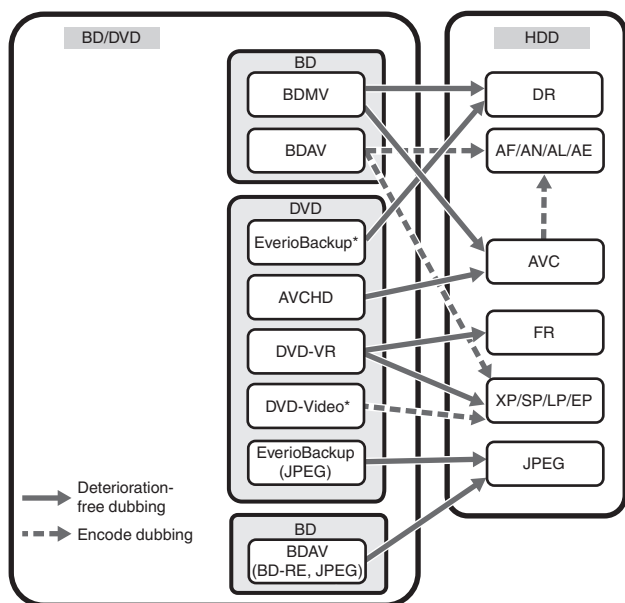 BD/DVD
HDD
BD
BDMV
BDAV
DVD
EverioBackup*
AVCHD
DVD-VR
DVD-Video*
EverioBackup
(JPEG)
BD
BDAV
(BD-RE, JPEG)
DR
AF/AN/AL/AE
AVC
FR
XP/SP/LP/EP
JPEG
Deterioration-
free dubbing
Encode dubbing